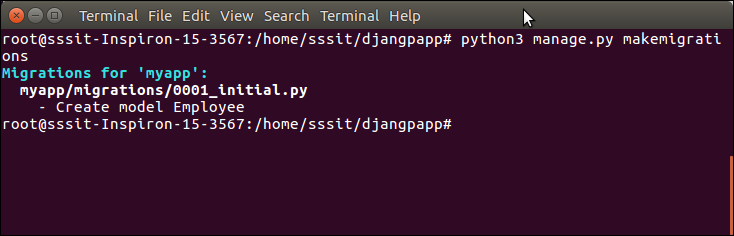 Terminal File Edit View Search Terminal Help
root@sssit-Inspiron-15-3567:/home/sssit/djangpapp# python3 manage.py makemigrati
ons
Migrations for 'myapp':
  myapp/migrations/0001_initial.py
    - Create model Employee
root@sssit-Inspiron-15-3567:/home/sssit/djangpapp#